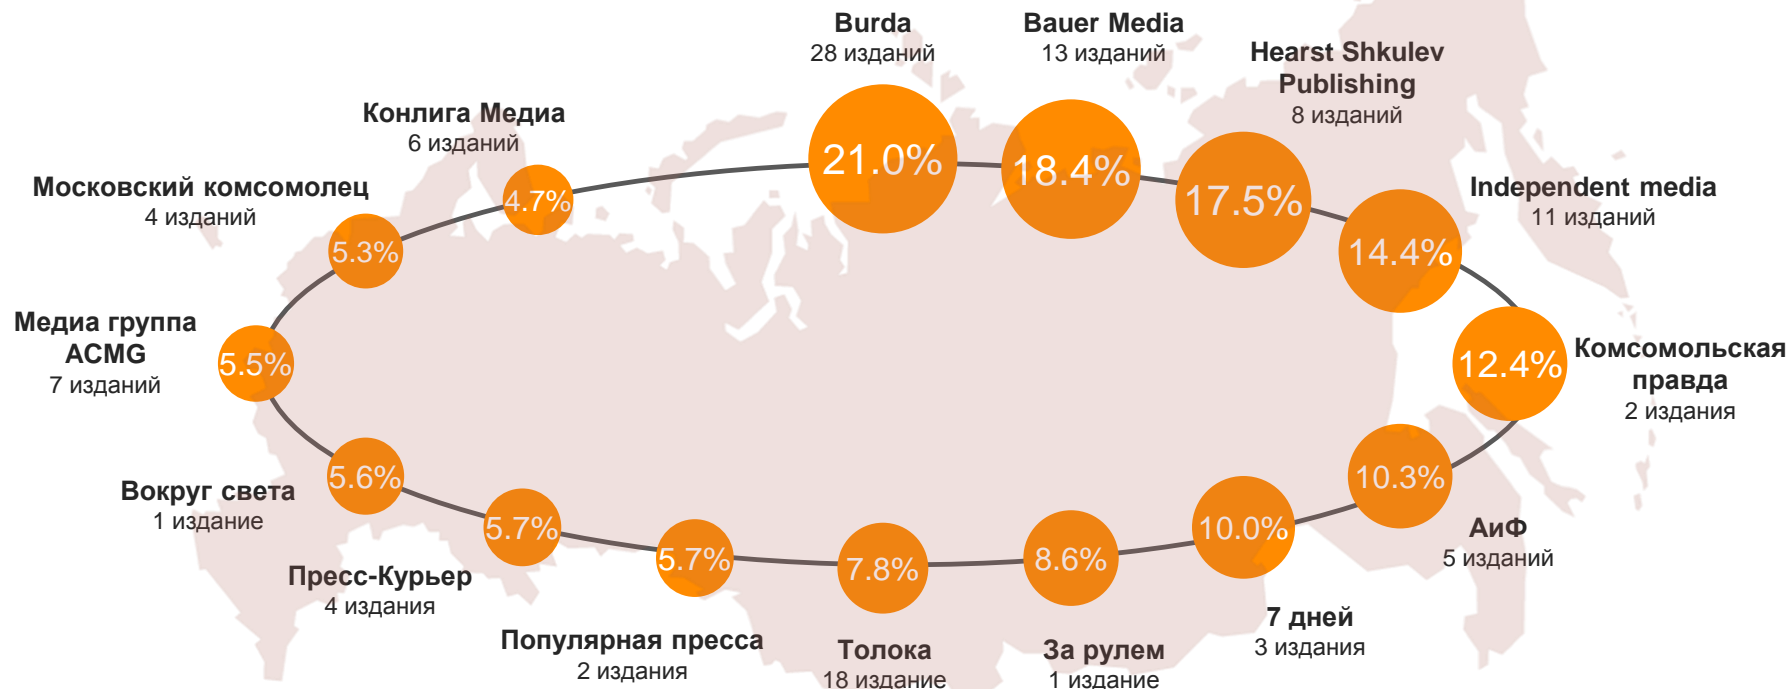 Burda
28 изданий
21.0%
Bauer Media
13 изданий
18.4%
Hearst Shkulev
Publishing
8 изданий
17.5%
Independent media
11 изданий
14.4%
Комсомольская
правда
2 издания
12.4%
АиФ
5 изданий
10.3%
7 дней
3 издания
10.0%
За рулем
1 издание
8.6%
Толока
18 издание
7.8%
Популярная пресса
2 издания
5.7%
Пресс-Курьер
4 издания
5.7%
Вокруг света
1 издание
5.6%
Медиа группа
ACMG
7 изданий
5.5%
Московский комсомолец
4 изданий
5.3%
Конлига Медиа
6 изданий
4.7%